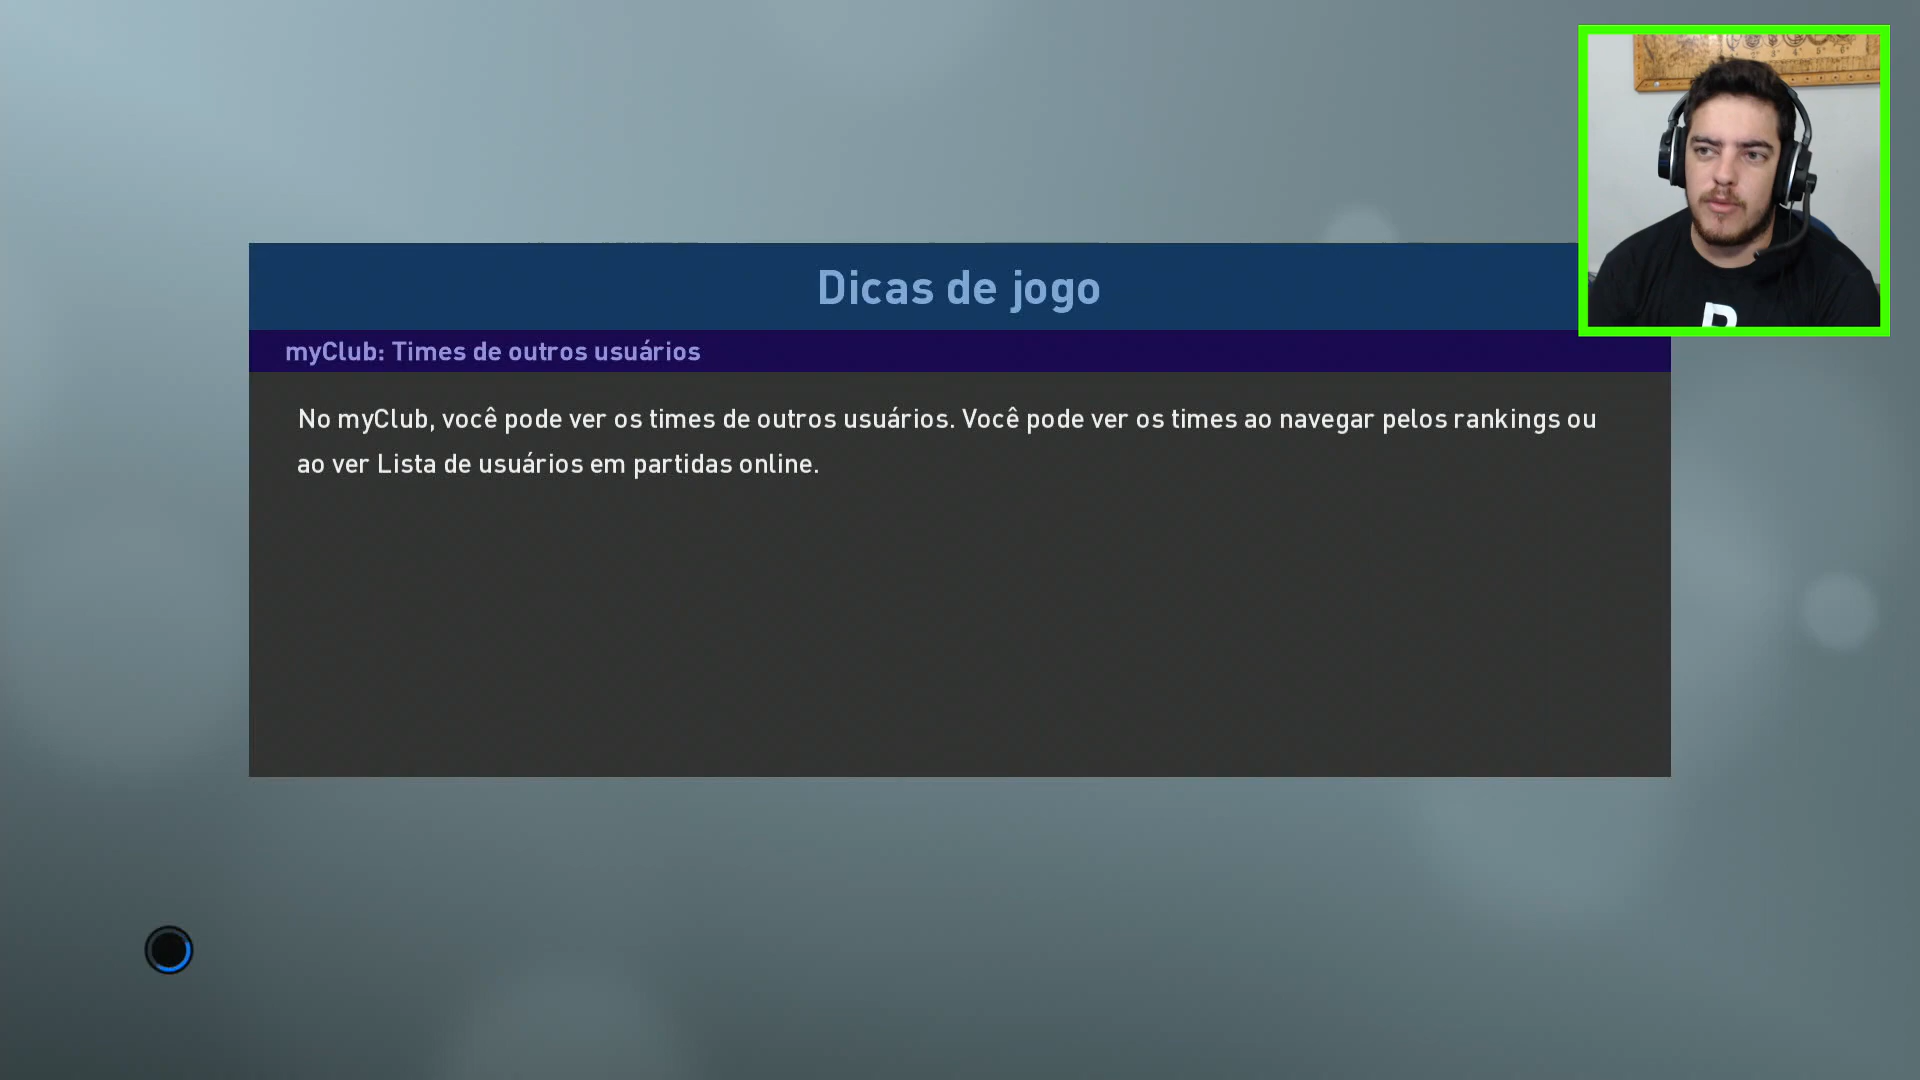 Dicas de jogo
myClub: Times de outros usuários
No myClub, você pode ver os times de outros usuários. Você pode ver os times ao navegar pelos rankings ou
ao ver Lista de usuários em partidas online.